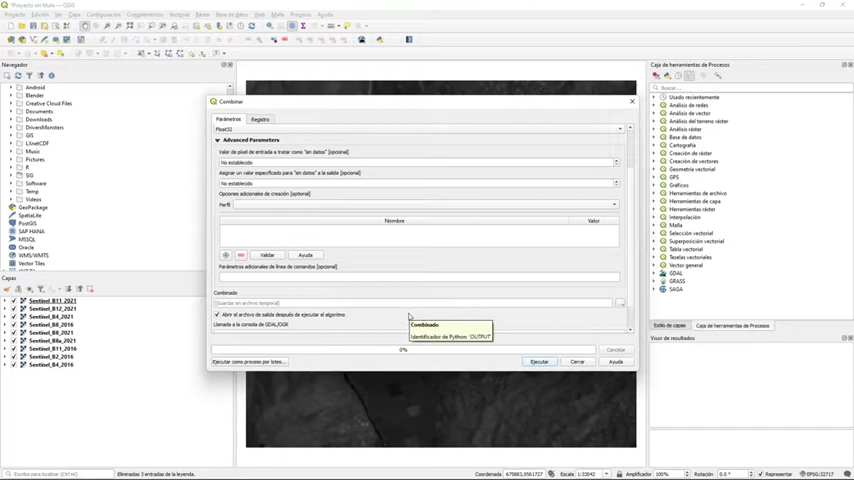 *Proyecto sin título — QGIS
Proyecto Edición Ver Capa Configuración Complementos Vectorial Ráster Base de datos Web Malla Procesos Ayuda
Navegador
Android
Blender
Creative Cloud Files
Documents
Downloads
DriversMonsters
GIS
LXnetCDF
Music
Pictures
R
SIG
Software
Temp
Videos
GeoPackage
SpatiaLite
PostGIS
SAP HANA
MSSQL
Oracle
WMS/WMTS
Vector Tiles
Capas
Sentinel_B11_2021
Sentinel_B12_2021
Sentinel_B4_2021
Sentinel_B8_2016
Sentinel_B8_2021
Sentinel_B8a_2021
Sentinel_B11_2016
Sentinel_B2_2016
Sentinel_B4_2016
Combinar
Parámetros Registro
Float32
Advanced Parameters
Valor de píxel de entrada a tratar como "sin datos" [opcional]
No establecido
Asignar un valor especificado para "sin datos" a la salida [opcional]
No establecido
Opciones adicionales de creación [opcional]
Perfil
Nombre Valor
Validar Ayuda
Parámetros adicionales de línea de comandos [opcional]
Combinado
[Guardar en archivo temporal]
Abrir el archivo de salida después de ejecutar el algoritmo
Llamada a la consola de GDAL/OGR
Combinado
Identificador de Python: 'OUTPUT'
0% Cancelar
Ejecutar como proceso por lotes... Ejecutar Cerrar Ayuda
Caja de herramientas de Procesos
Buscar...
Usado recientemente
Análisis de redes
Análisis de vector
Análisis del terreno ráster
Análisis ráster
Base de datos
Cartografía
Creación de ráster
Creación de vectores
Geometría vectorial
GPS
Gráficos
Herramientas de archivo
Herramientas de capa
Herramientas ráster
Interpolación
Malla
Selección vectorial
Superposición vectorial
Tabla vectorial
Teselas vectoriales
Vector general
GDAL
GRASS
SAGA
Estilo de capas Caja de herramientas de Procesos
Visor de resultados
Escribe para localizar (Ctrl+K) Eliminadas 3 entradas de la leyenda. Coordenada 675883,9561727 Escala 1:33042 Amplificador 100% Rotación 0.0 ° Representar EPSG:32717